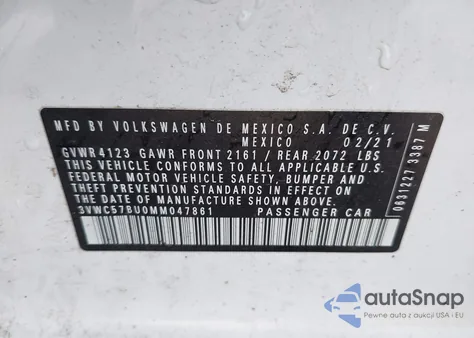 MFD BY VOLKSWAGEN DE MEXICO S.A. DE C.V.
MEXICO 02/21
GVWR 4123 GAWR FRONT 2161 / REAR 2072 LBS
THIS VEHICLE CONFORMS TO ALL APPLICABLE U.S.
FEDERAL MOTOR VEHICLE SAFETY, BUMPER AND
THEFT PREVENTION STANDARDS IN EFFECT ON
THE DATE OF MANUFACTURE SHOWN ABOVE.
3VWC57BU0MM047861 PASSENGER CAR
0631227 3387 M
autoSnap
Pewne auta z aukcji USA i EU